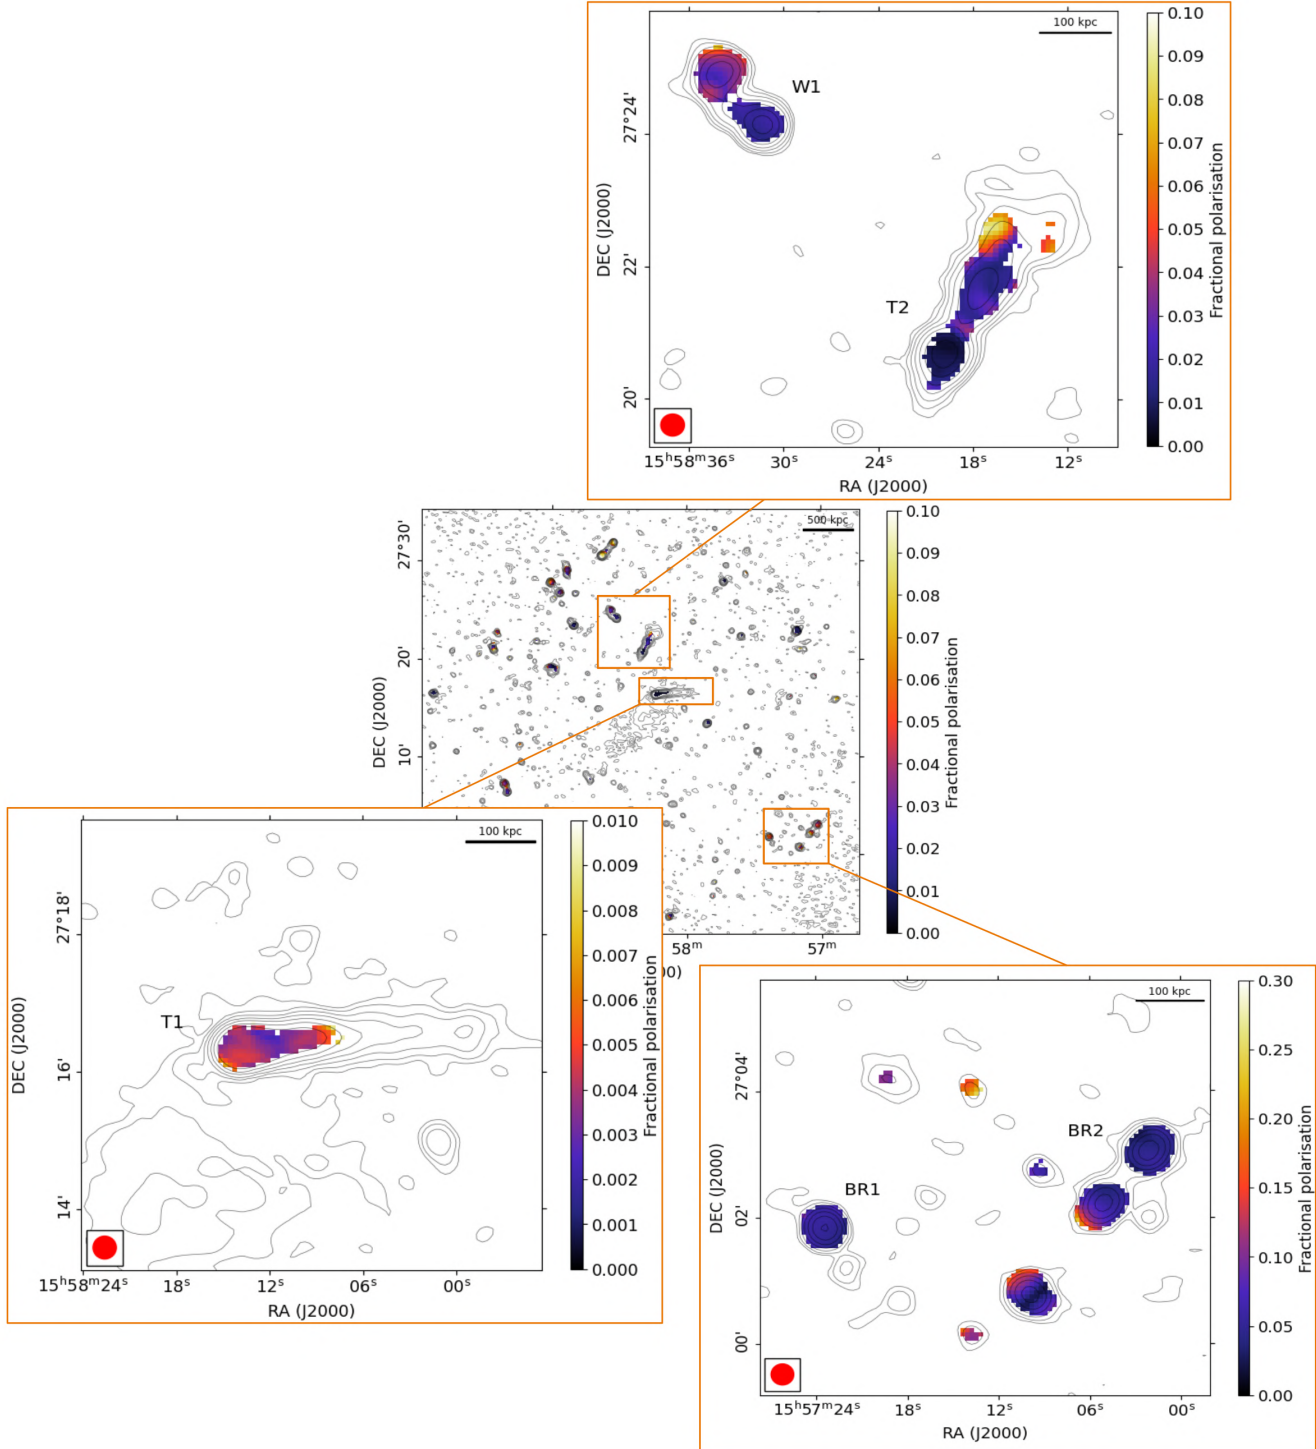 100 kpc
W1
T2
27°24'
22'
20'
DEC (J2000)
15ʰ58ᵐ36ˢ
30ˢ
24ˢ
18ˢ
12ˢ
RA (J2000)
0.10
0.09
0.08
0.07
0.06
0.05
0.04
0.03
0.02
0.01
0.00
Fractional polarisation
500 kpc
27°30'
20'
10'
DEC (J2000)
58ᵐ
57ᵐ
00)
0.10
0.09
0.08
0.07
0.06
0.05
0.04
0.03
0.02
0.01
0.00
Fractional polarisation
100 kpc
T1
27°18'
16'
14'
DEC (J2000)
15ʰ58ᵐ24ˢ
18ˢ
12ˢ
06ˢ
00ˢ
RA (J2000)
0.010
0.009
0.008
0.007
0.006
0.005
0.004
0.003
0.002
0.001
0.000
Fractional polarisation
100 kpc
BR2
BR1
27°04'
02'
00'
DEC (J2000)
15ʰ57ᵐ24ˢ
18ˢ
12ˢ
06ˢ
00ˢ
RA (J2000)
0.30
0.25
0.20
0.15
0.10
0.05
0.00
Fractional polarisation